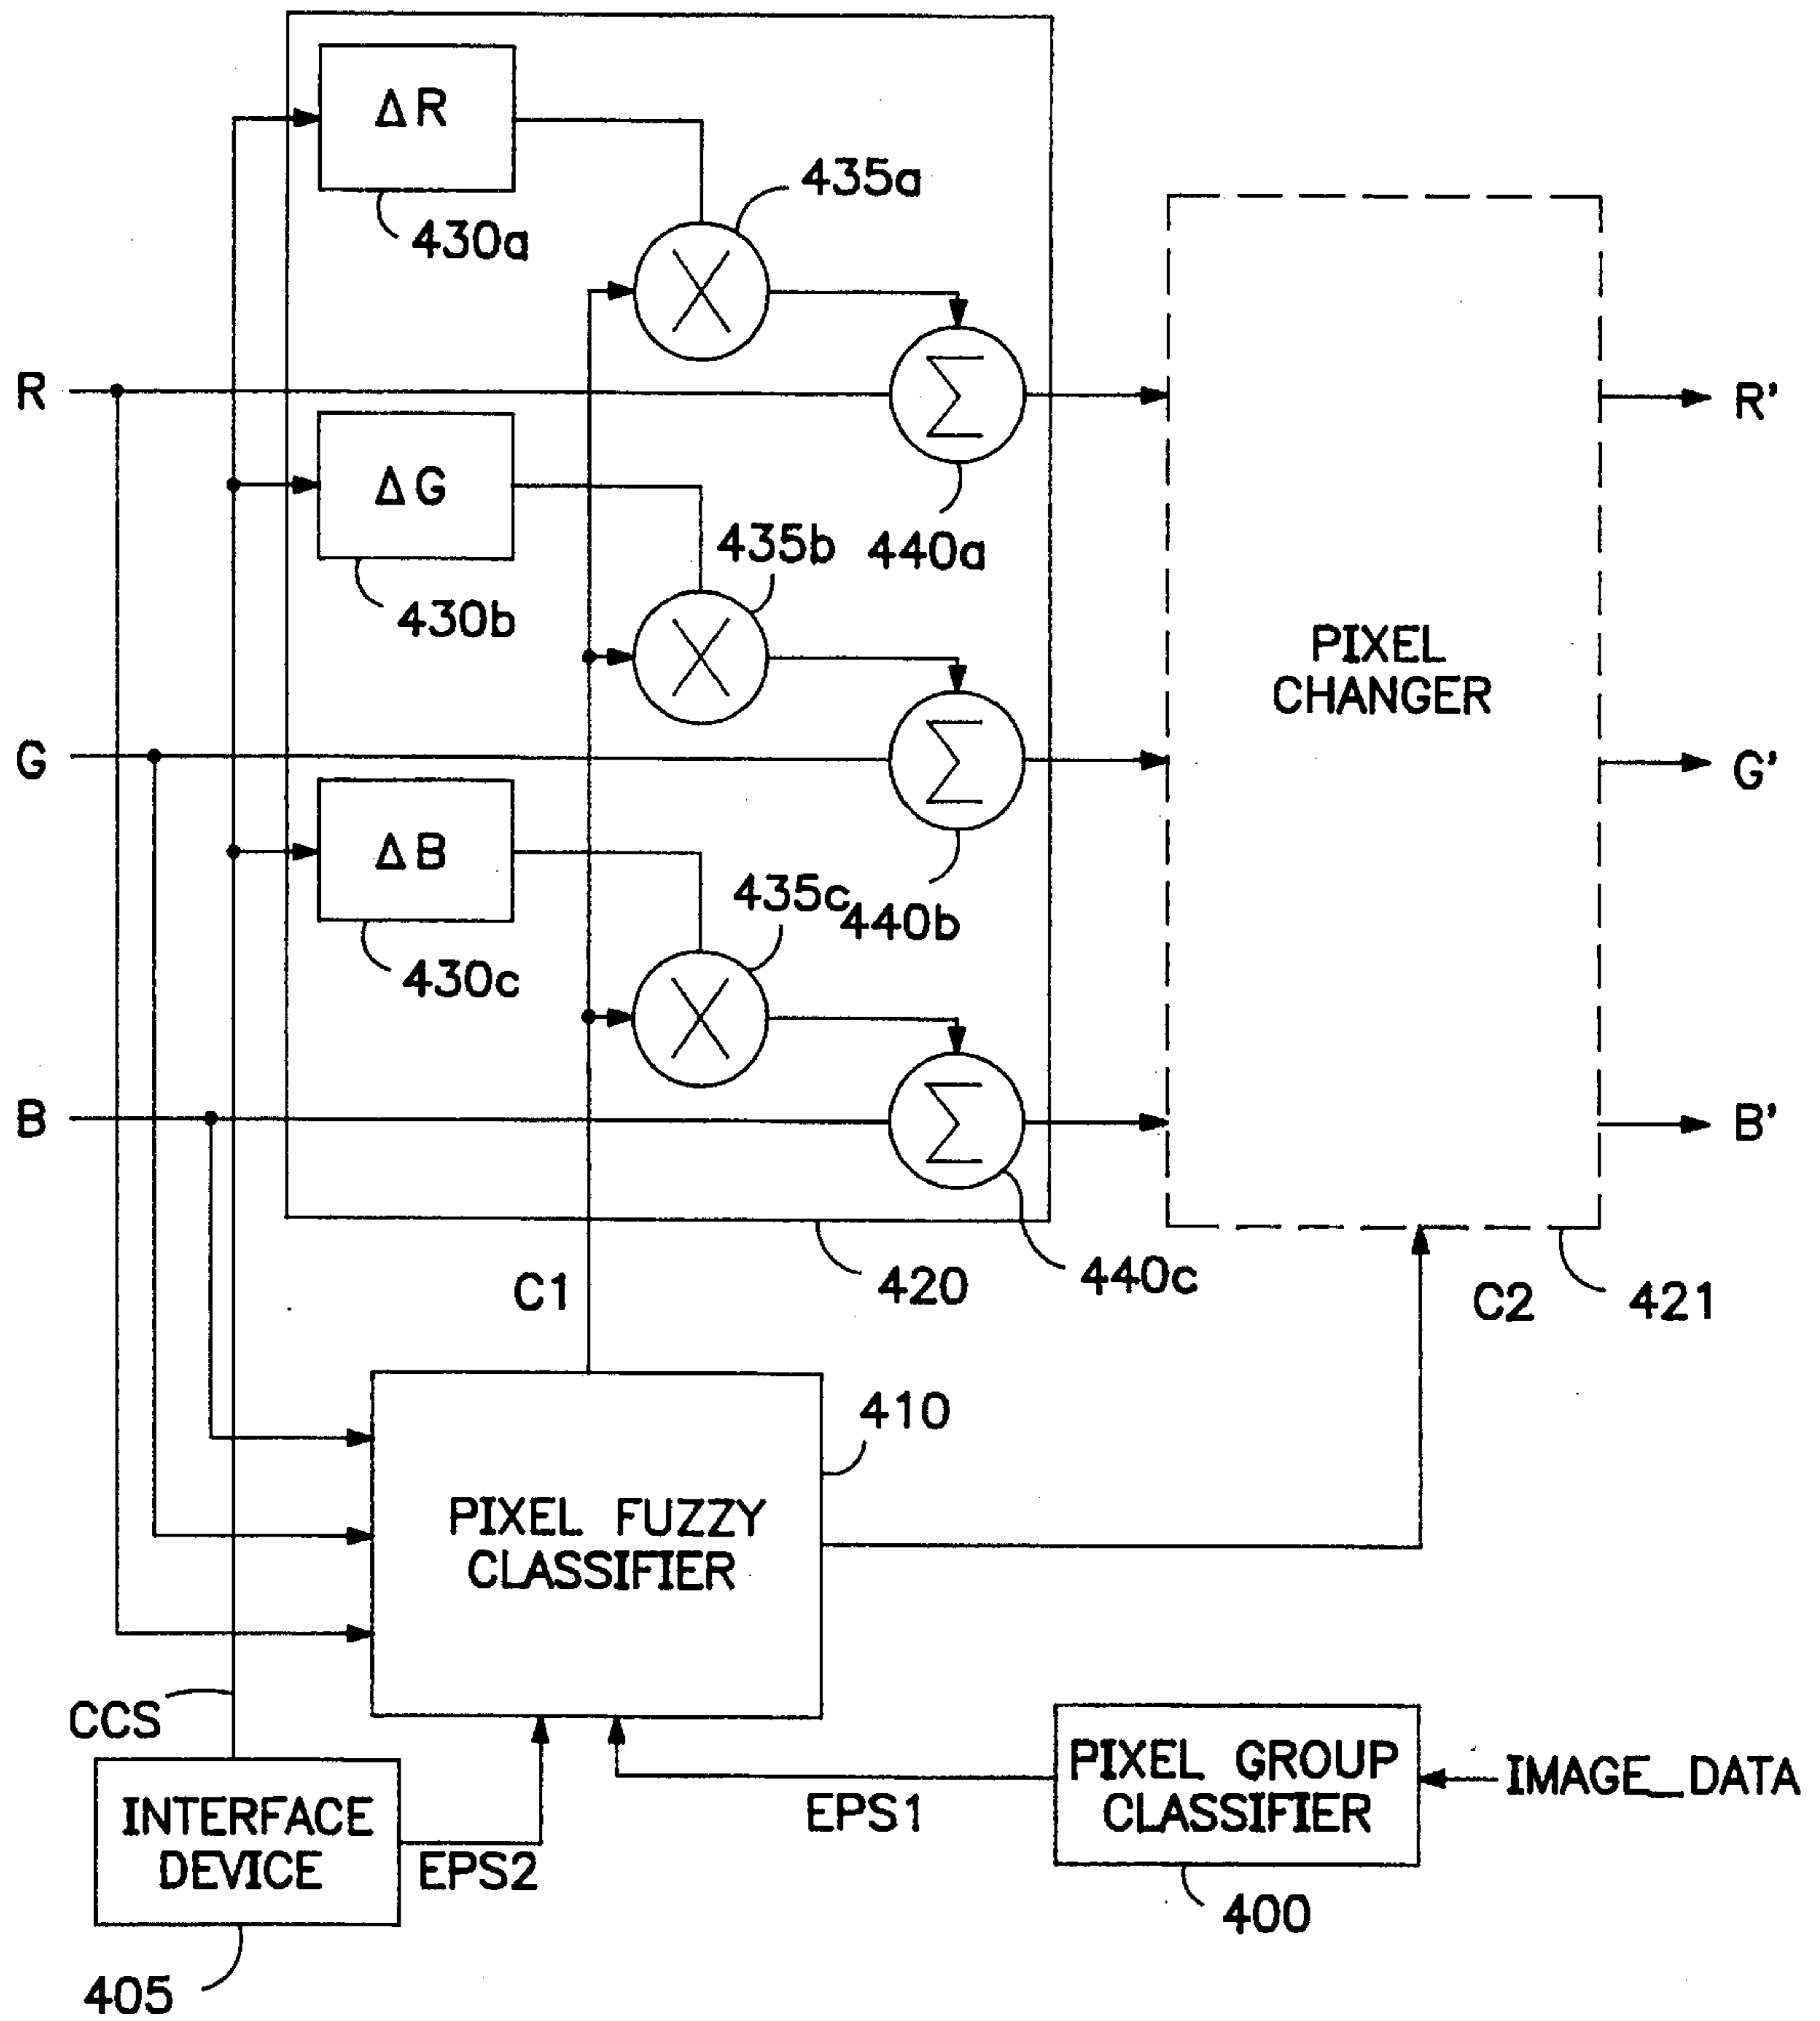 ΔR
435a
430a
R
R'
ΔG
435b
440a
430b
PIXEL
CHANGER
G
G'
ΔB
435c
440b
430c
B
B'
420
440c
C1
C2
421
410
PIXEL FUZZY
CLASSIFIER
CCS
PIXEL GROUP
CLASSIFIER
IMAGE_DATA
EPS1
INTERFACE
DEVICE
EPS2
400
405